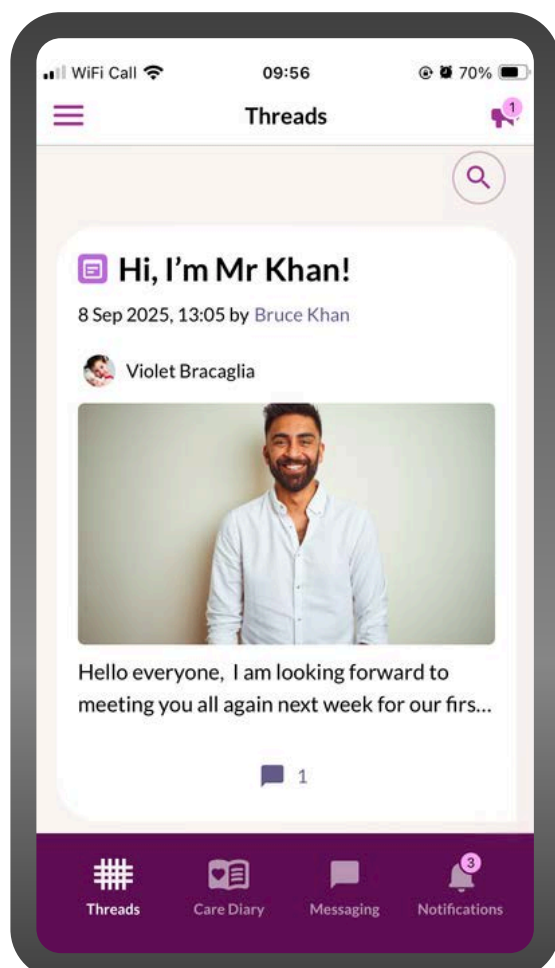 WiFi Call 09:56 70%
Threads 1
Hi, I’m Mr Khan!
8 Sep 2025, 13:05 by Bruce Khan
Violet Bracaglia
Hello everyone, I am looking forward to
meeting you all again next week for our firs...
1
3
Threads Care Diary Messaging Notifications